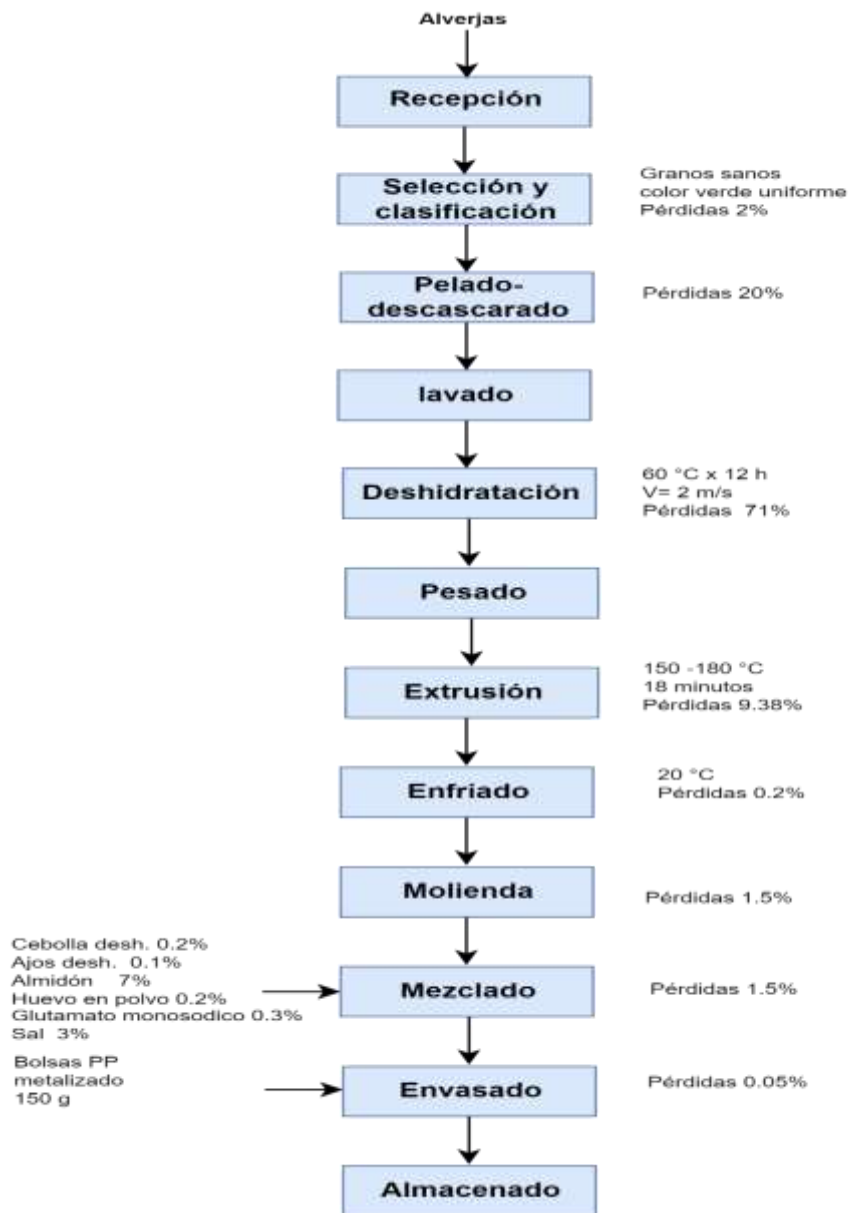 Alverjas
Recepción
Selección y
clasificación
Granos sanos
color verde uniforme
Pérdidas 2%
Pelado-
descascarado
Pérdidas 20%
lavado
Deshidratación
60 °C x 12 h
V= 2 m/s
Pérdidas 71%
Pesado
Extrusión
150 -180 °C
18 minutos
Pérdidas 9.38%
Enfriado
20 °C
Pérdidas 0.2%
Molienda
Pérdidas 1.5%
Cebolla desh. 0.2%
Ajos desh. 0.1%
Almidón 7%
Huevo en polvo 0.2%
Glutamato monosodico 0.3%
Sal 3%
Mezclado
Pérdidas 1.5%
Bolsas PP
metalizado
150 g
Envasado
Pérdidas 0.05%
Almacenado